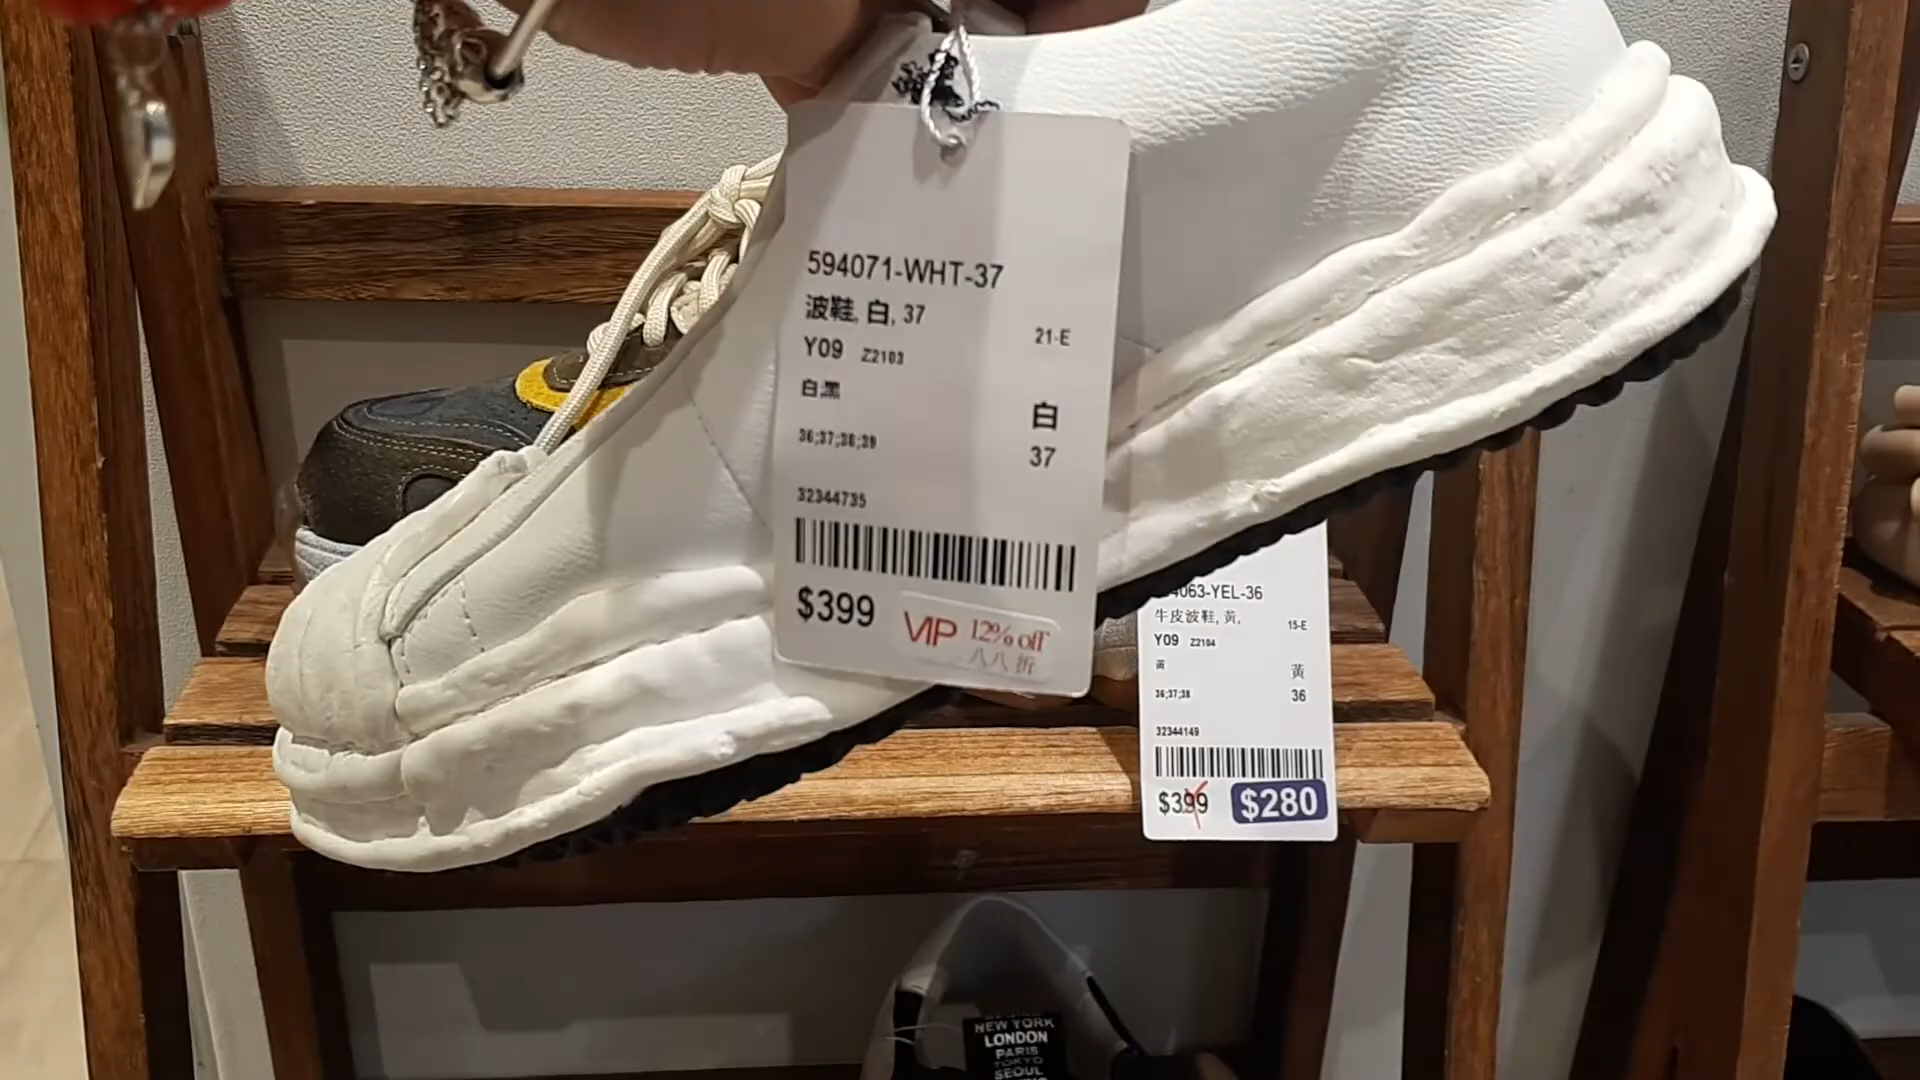 594071-WHT-37
波鞋, 白, 37
21-E
Y09 Z2103
白;黑
白
36;37;38;39
37
32344735
$399
VIP 12% off
八八折
4063-YEL-36
牛皮波鞋, 黃,
15-E
Y09 Z2104
黃
黃
36;37;38
36
32344149
$399 $280
NEW YORK
LONDON
PARIS
TOKYO
SEOUL